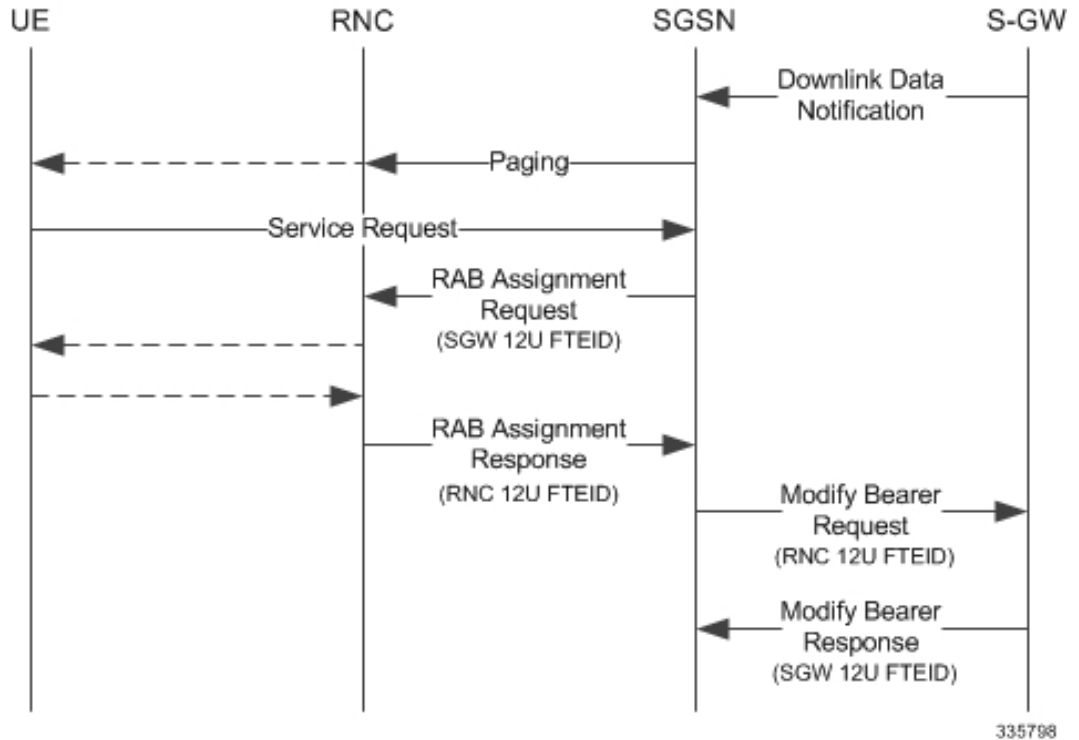 UE RNC SGSN S-GW
Downlink Data
Notification
Paging
Service Request
RAB Assignment
Request
(SGW 12U FTEID)
RAB Assignment
Response
(RNC 12U FTEID)
Modify Bearer
Request
(RNC 12U FTEID)
Modify Bearer
Response
(SGW 12U FTEID)
335798